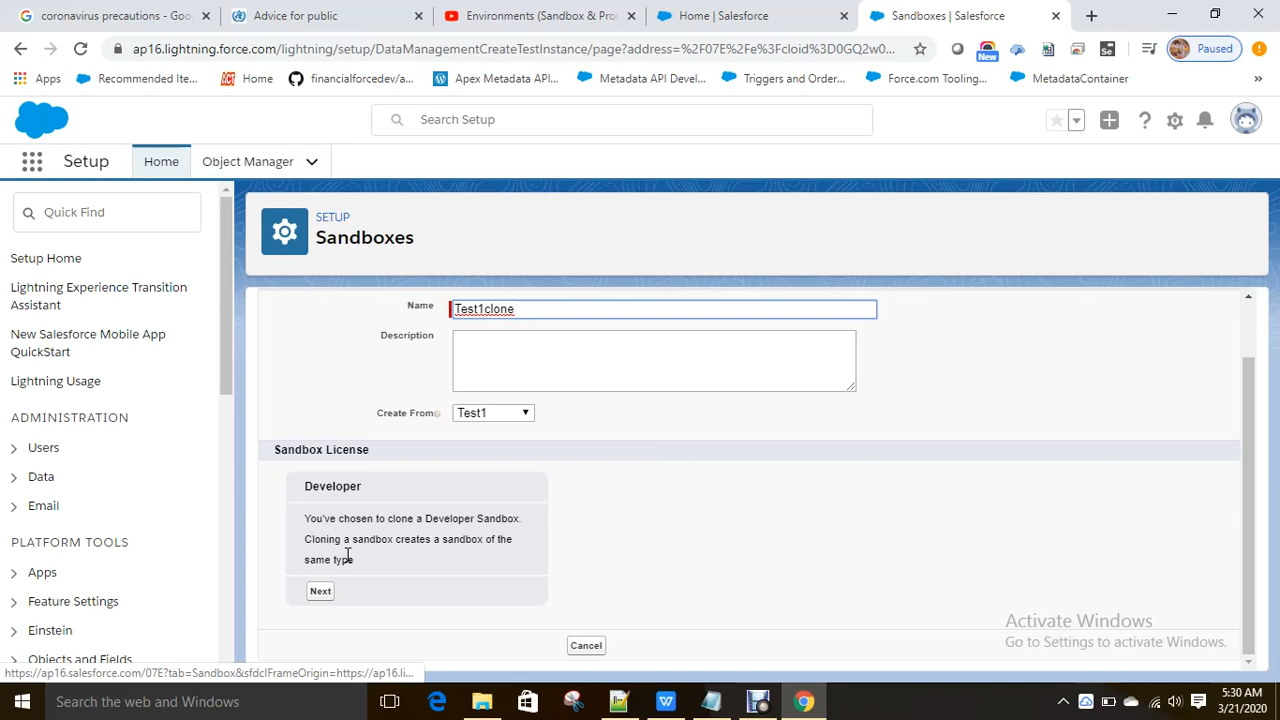 coronavirus precautions - Goo
Advice for public
Environments (Sandbox & Pro
Home | Salesforce
Sandboxes | Salesforce
ap16.lightning.force.com/lightning/setup/DataManagementCreateTestInstance/page?address=%2F07E%2Fe%3Fcloid%3D0GQ2w0...
Se
New
Paused
Apps
Recommended Ite...
ACT
Home
financialforcedev/a...
Apex Metadata API...
Metadata API Devel...
Triggers and Order...
Force.com Tooling...
MetadataContainer
Search Setup
Setup
Home
Object Manager
Quick Find
Setup Home
Lightning Experience Transition
Assistant
New Salesforce Mobile App
QuickStart
Lightning Usage
ADMINISTRATION
Users
Data
Email
PLATFORM TOOLS
Apps
Feature Settings
Einstein
Objects and Fields
SETUP
Sandboxes
Name
Test1clone
Description
Create From
Test1
Sandbox License
Developer
You've chosen to clone a Developer Sandbox.
Cloning a sandbox creates a sandbox of the
same type
Next
Cancel
Activate Windows
Go to Settings to activate Windows.
https://ap16.salesforce.com/07E?tab=Sandbox&sfdcIFrameOrigin=https://ap16.li...
Search the web and Windows
5:30 AM
3/21/2020